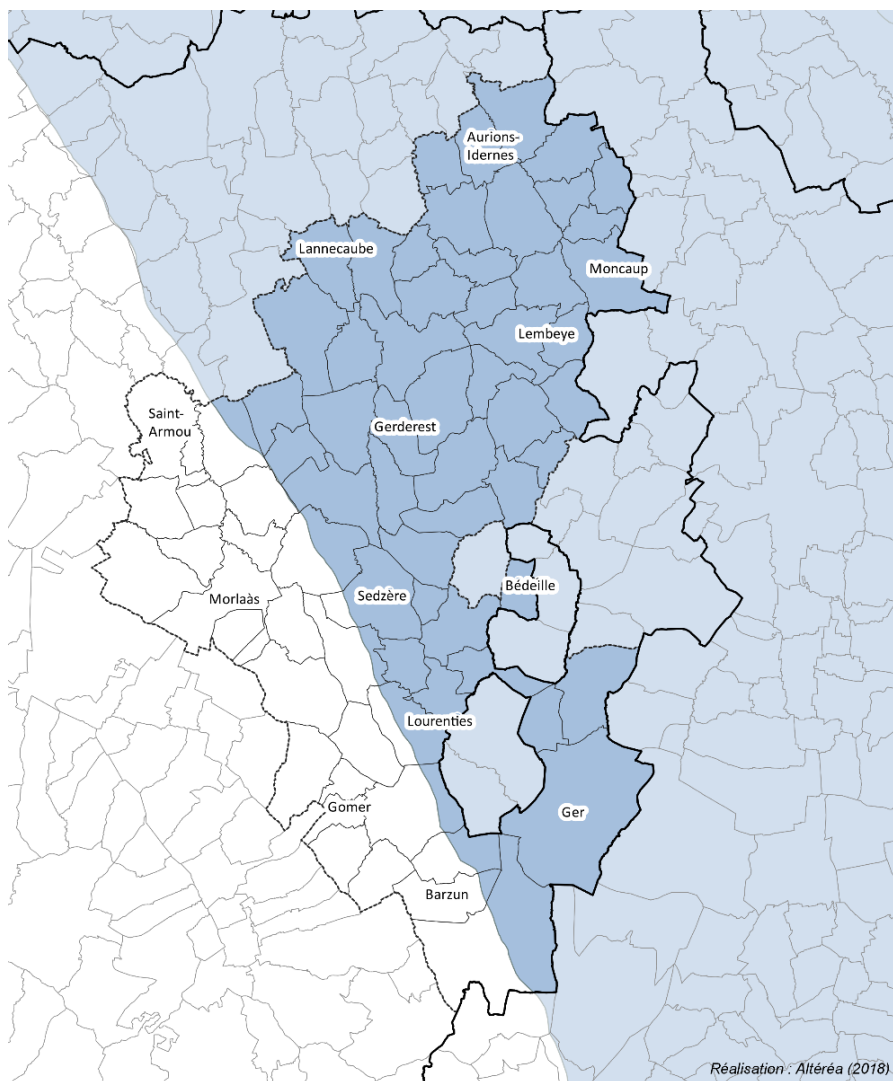 Aurions-
Idernes
Lannecaube
Moncaup
Lembeye
Saint-
Armou
Gerderest
Bédeille
Sedzère
Morlaàs
Lourenties
Gomer
Ger
Barzun
Réalisation : Altéréa (2018)